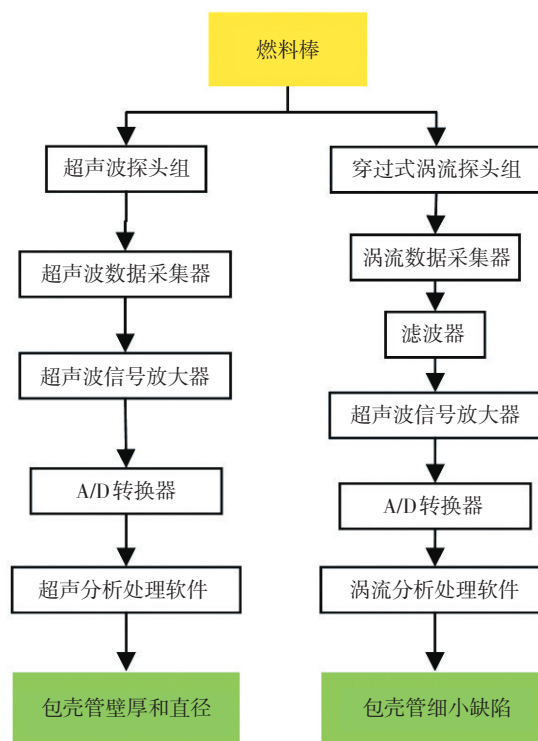 燃料棒
超声波探头组
穿过式涡流探头组
超声波数据采集器
涡流数据采集器
滤波器
超声波信号放大器
超声波信号放大器
A/D转换器
A/D转换器
超声分析处理软件
涡流分析处理软件
包壳管壁厚和直径
包壳管细小缺陷